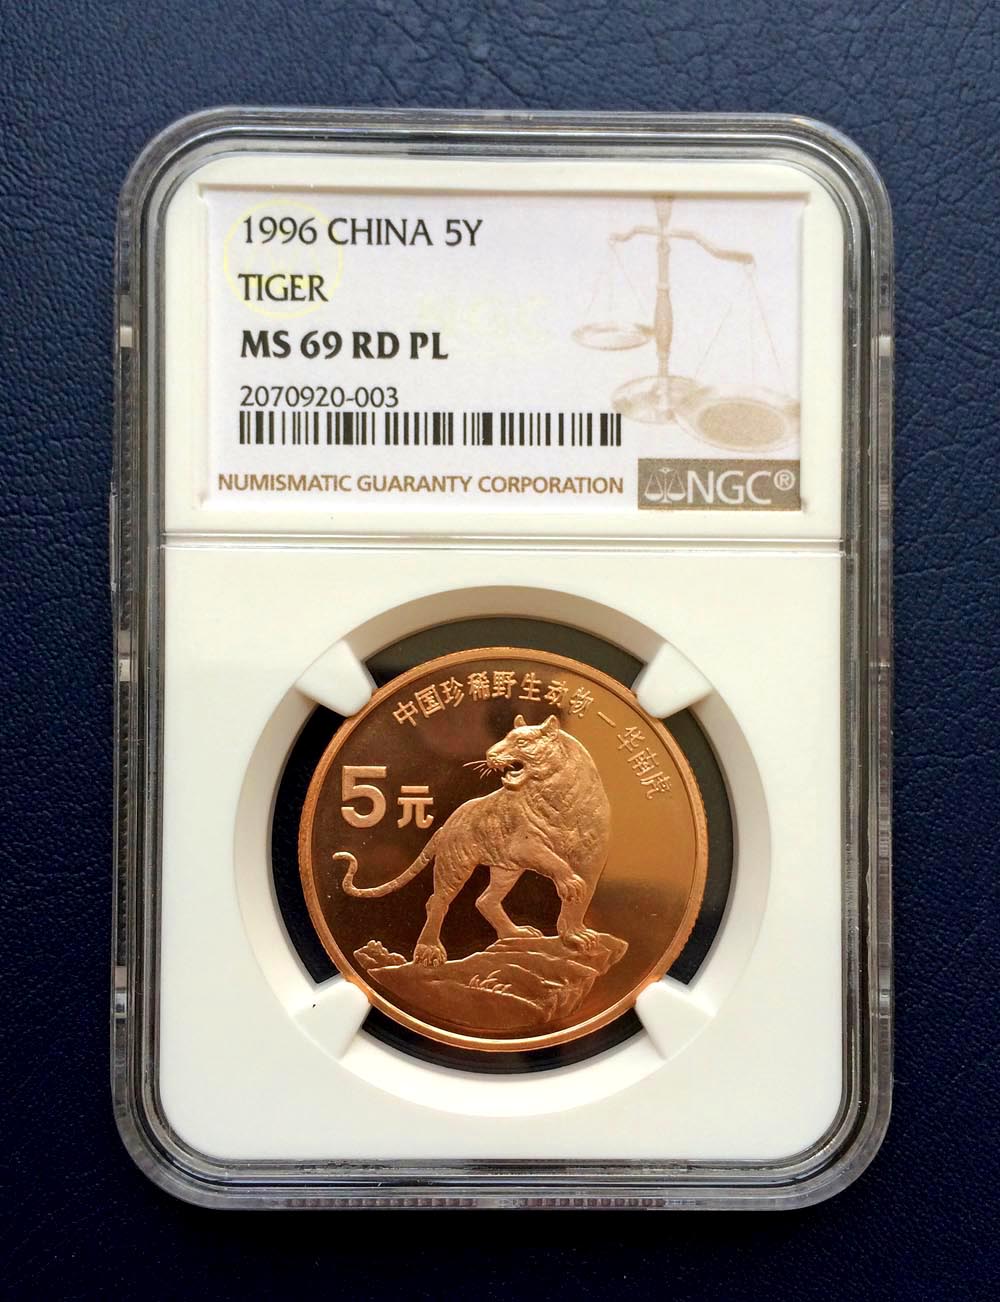 1996 CHINA 5Y
TIGER
MS 69 RD PL
2070920-003
NUMISMATIC GUARANTY CORPORATION
NGC®
中国珍稀野生动物—华南虎
5元